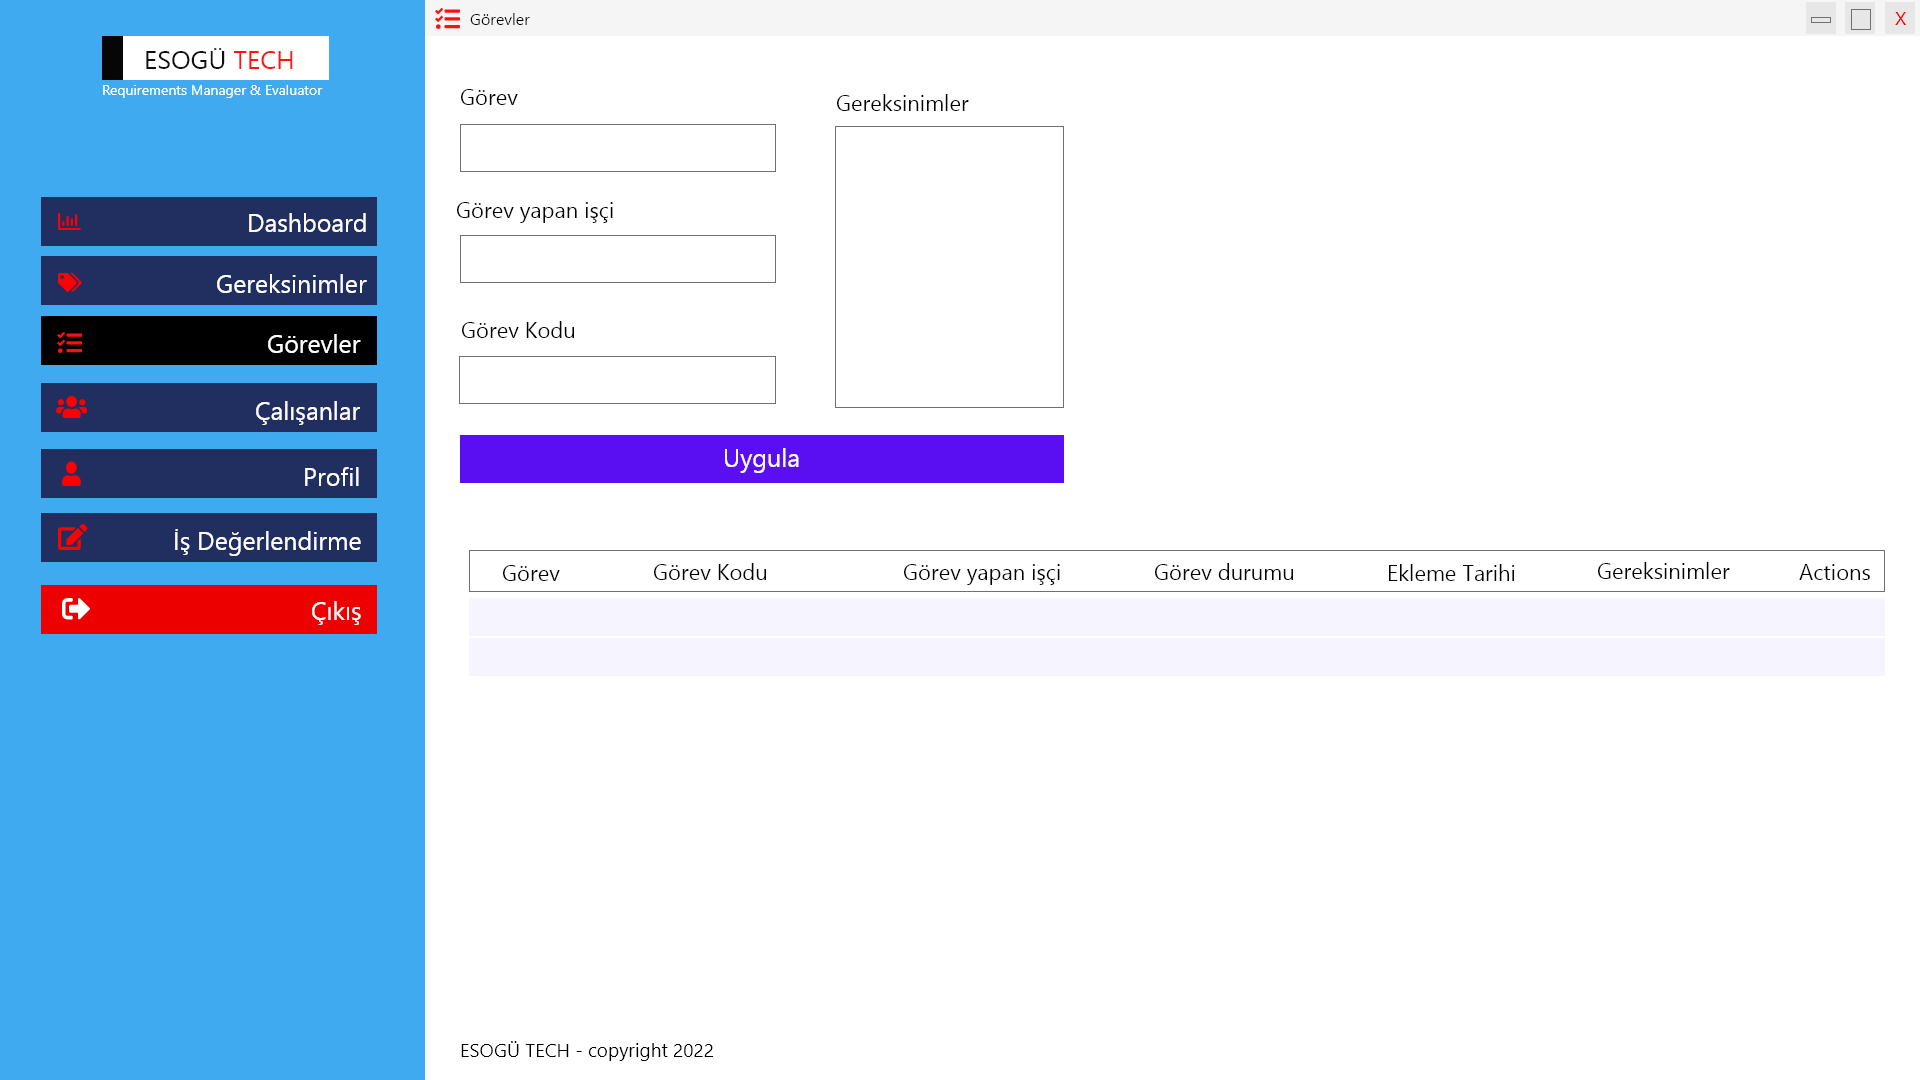 ESOGÜ TECH
Requirements Manager & Evaluator
Dashboard
Gereksinimler
Görevler
Çalışanlar
Profil
İş Değerlendirme
Çıkış
Görevler
X
Görev
Gereksinimler
Görev yapan işçi
Görev Kodu
Uygula
Görev Görev Kodu Görev yapan işçi Görev durumu Ekleme Tarihi Gereksinimler Actions
ESOGÜ TECH - copyright 2022